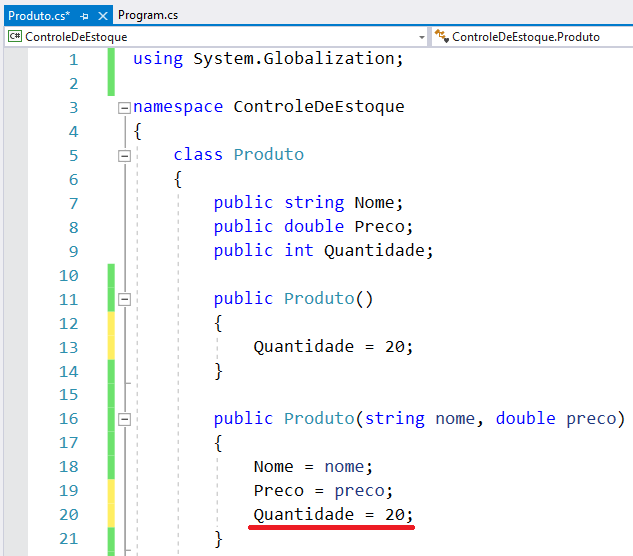 Produto.cs* Program.cs
C# ControleDeEstoque ControleDeEstoque.Produto
1 using System.Globalization;
2
3 namespace ControleDeEstoque
4 {
5 class Produto
6 {
7 public string Nome;
8 public double Preco;
9 public int Quantidade;
10
11 public Produto()
12 {
13 Quantidade = 20;
14 }
15
16 public Produto(string nome, double preco)
17 {
18 Nome = nome;
19 Preco = preco;
20 Quantidade = 20;
21 }